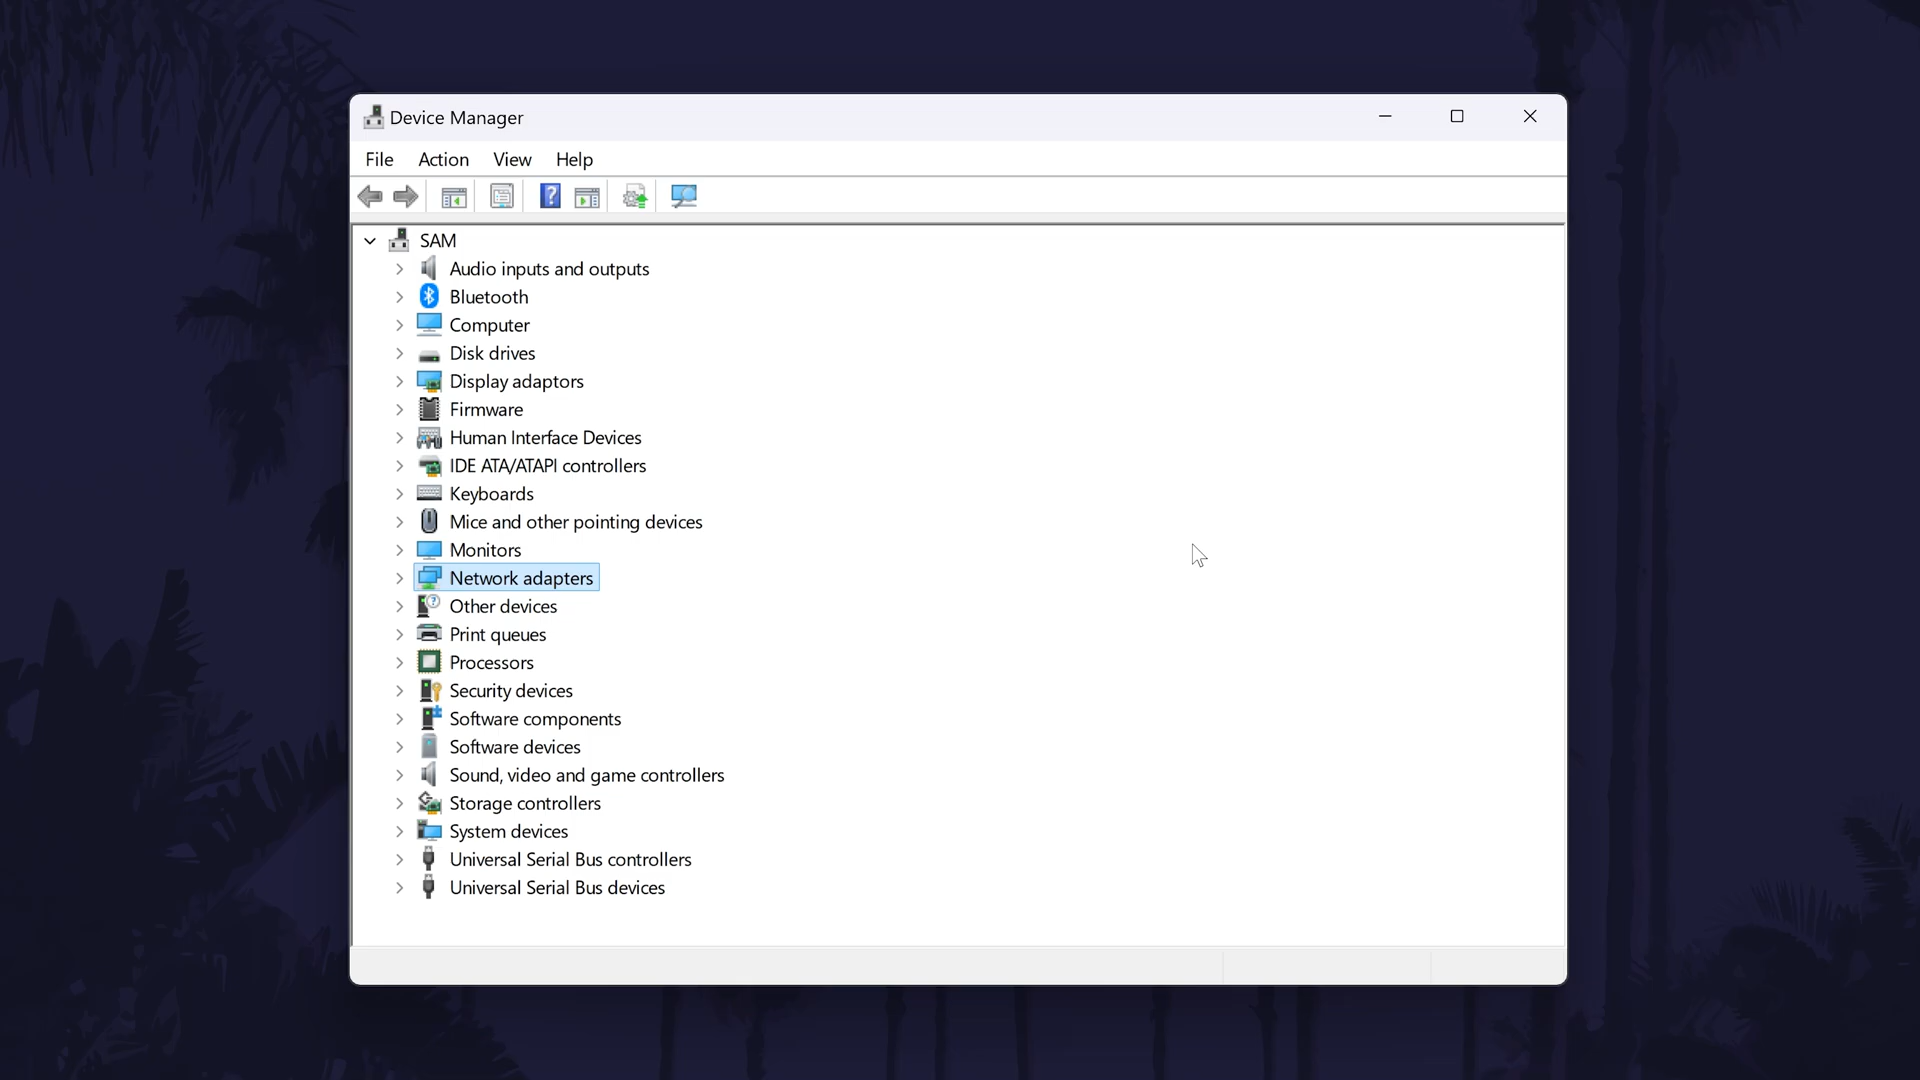 Device Manager
File Action View Help
SAM
Audio inputs and outputs
Bluetooth
Computer
Disk drives
Display adaptors
Firmware
Human Interface Devices
IDE ATA/ATAPI controllers
Keyboards
Mice and other pointing devices
Monitors
Network adapters
Other devices
Print queues
Processors
Security devices
Software components
Software devices
Sound, video and game controllers
Storage controllers
System devices
Universal Serial Bus controllers
Universal Serial Bus devices